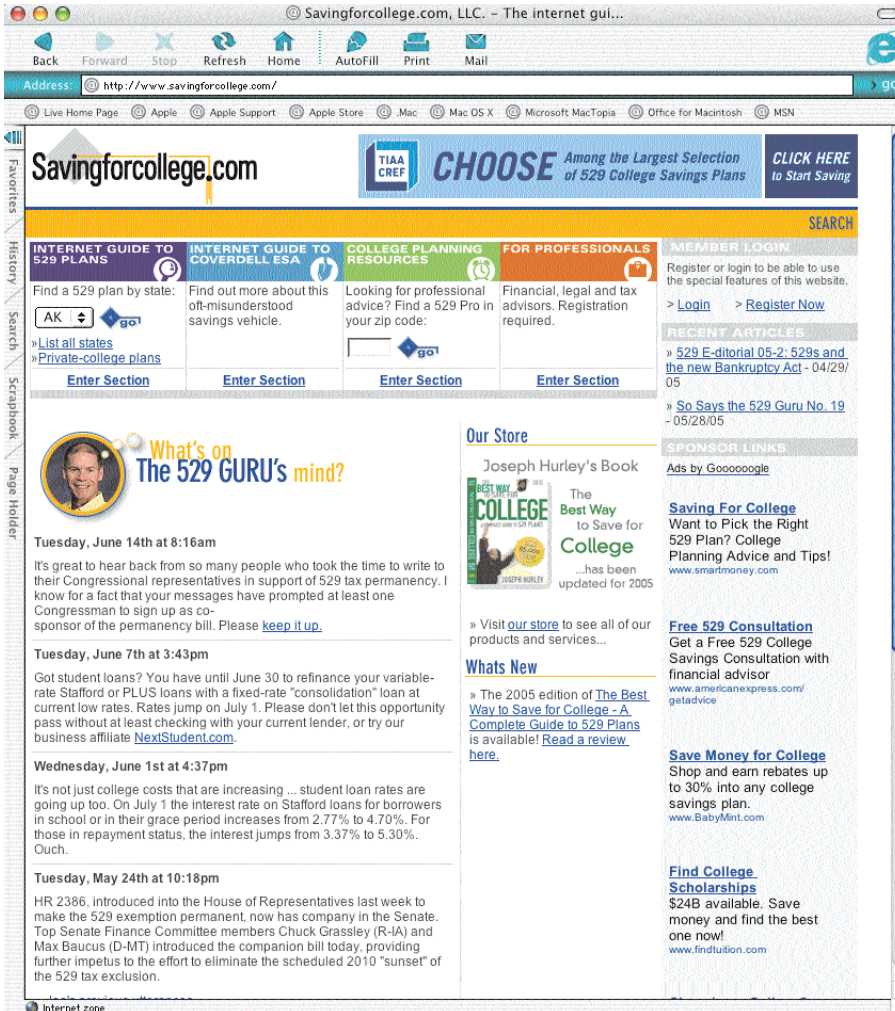 Savingforcollege.com, LLC. – The internet gui...
Back Forward Stop Refresh Home AutoFill Print Mail
Address: http://www.savingforcollege.com/ go
Live Home Page Apple Apple Support Apple Store .Mac Mac OS X Microsoft MacTopia Office for Macintosh MSN
Favorites
History
Search
Scrapbook
Page Holder
Savingforcollege.com
TIAA
CREF
CHOOSE
Among the Largest Selection
of 529 College Savings Plans
CLICK HERE
to Start Saving
SEARCH
INTERNET GUIDE TO
529 PLANS
Find a 529 plan by state:
AK go
»List all states
»Private-college plans
Enter Section
INTERNET GUIDE TO
COVERDELL ESA
Find out more about this
oft-misunderstood
savings vehicle.
Enter Section
COLLEGE PLANNING
RESOURCES
Looking for professional
advice? Find a 529 Pro in
your zip code:
go
Enter Section
FOR PROFESSIONALS
Financial, legal and tax
advisors. Registration
required.
Enter Section
MEMBER LOGIN
Register or login to be able to use
the special features of this website.
> Login > Register Now
RECENT ARTICLES
» 529 E-ditorial 05-2: 529s and
the new Bankruptcy Act - 04/29/
05
» So Says the 529 Guru No. 19
- 05/28/05
SPONSOR LINKS
Ads by Goooooogle
Saving For College
Want to Pick the Right
529 Plan? College
Planning Advice and Tips!
www.smartmoney.com
Free 529 Consultation
Get a Free 529 College
Savings Consultation with
financial advisor
www.americanexpress.com/
getadvice
Save Money for College
Shop and earn rebates up
to 30% into any college
savings plan.
www.BabyMint.com
Find College
Scholarships
$24B available. Save
money and find the best
one now!
www.findtuition.com
What's on
The 529 GURU's mind?
Tuesday, June 14th at 8:16am
It's great to hear back from so many people who took the time to write to
their Congressional representatives in support of 529 tax permanency. I
know for a fact that your messages have prompted at least one
Congressman to sign up as co-
sponsor of the permanency bill. Please keep it up.
Tuesday, June 7th at 3:43pm
Got student loans? You have until June 30 to refinance your variable-
rate Stafford or PLUS loans with a fixed-rate "consolidation" loan at
current low rates. Rates jump on July 1. Please don't let this opportunity
pass without at least checking with your current lender, or try our
business affiliate NextStudent.com.
Wednesday, June 1st at 4:37pm
It's not just college costs that are increasing ... student loan rates are
going up too. On July 1 the interest rate on Stafford loans for borrowers
in school or in their grace period increases from 2.77% to 4.70%. For
those in repayment status, the interest jumps from 3.37% to 5.30%.
Ouch.
Tuesday, May 24th at 10:18pm
HR 2386, introduced into the House of Representatives last week to
make the 529 exemption permanent, now has company in the Senate.
Top Senate Finance Committee members Chuck Grassley (R-IA) and
Max Baucus (D-MT) introduced the companion bill today, providing
further impetus to the effort to eliminate the scheduled 2010 "sunset" of
the 529 tax exclusion.
Our Store
Joseph Hurley's Book
BEST WAY
TO SAVE FOR
COLLEGE
JOSEPH HURLEY
The
Best Way
to Save for
College
...has been
updated for 2005
» Visit our store to see all of our
products and services...
Whats New
» The 2005 edition of The Best
Way to Save for College - A
Complete Guide to 529 Plans
is available! Read a review
here.
Internet zone